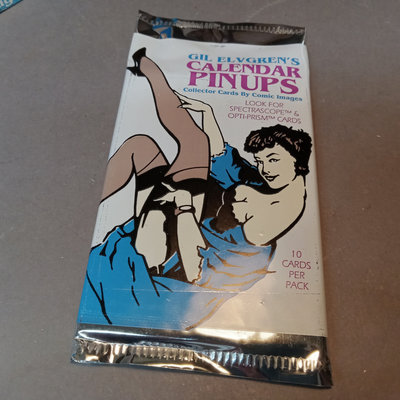 GIL ELVGREN'S
CALENDAR
PINUPS
Collector Cards By Comic Images
LOOK FOR
SPECTRASCOPE™ &
OPTI-PRISM™ CARDS
10
CARDS
PER
PACK